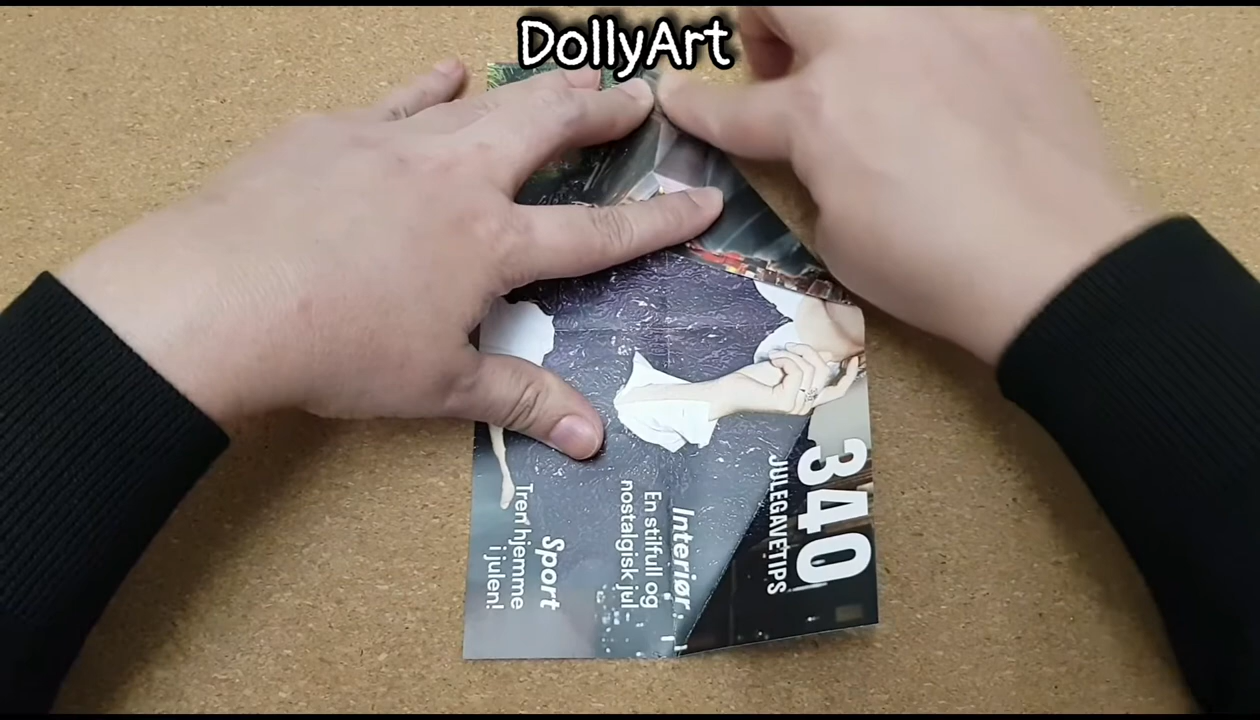 DollyArt
340
JULEGAVETIPS
Interiør
En stilfull og
nostalgisk jul –
Sport
Tren hjemme
i julen!